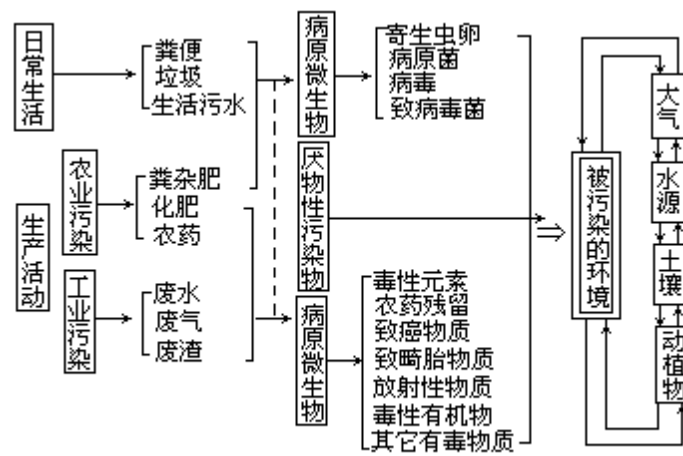 日常生活
粪便
垃圾
生活污水
生产活动
农业污染
粪杂肥
化肥
农药
工业污染
废水
废气
废渣
病原微生物
寄生虫卵
病原菌
病毒
致病毒菌
厌物性污染物
病原微生物
毒性元素
农药残留
致癌物质
致畸胎物质
放射性物质
毒性有机物
其它有毒物质
被污染的环境
大气
水源
土壤
动植物